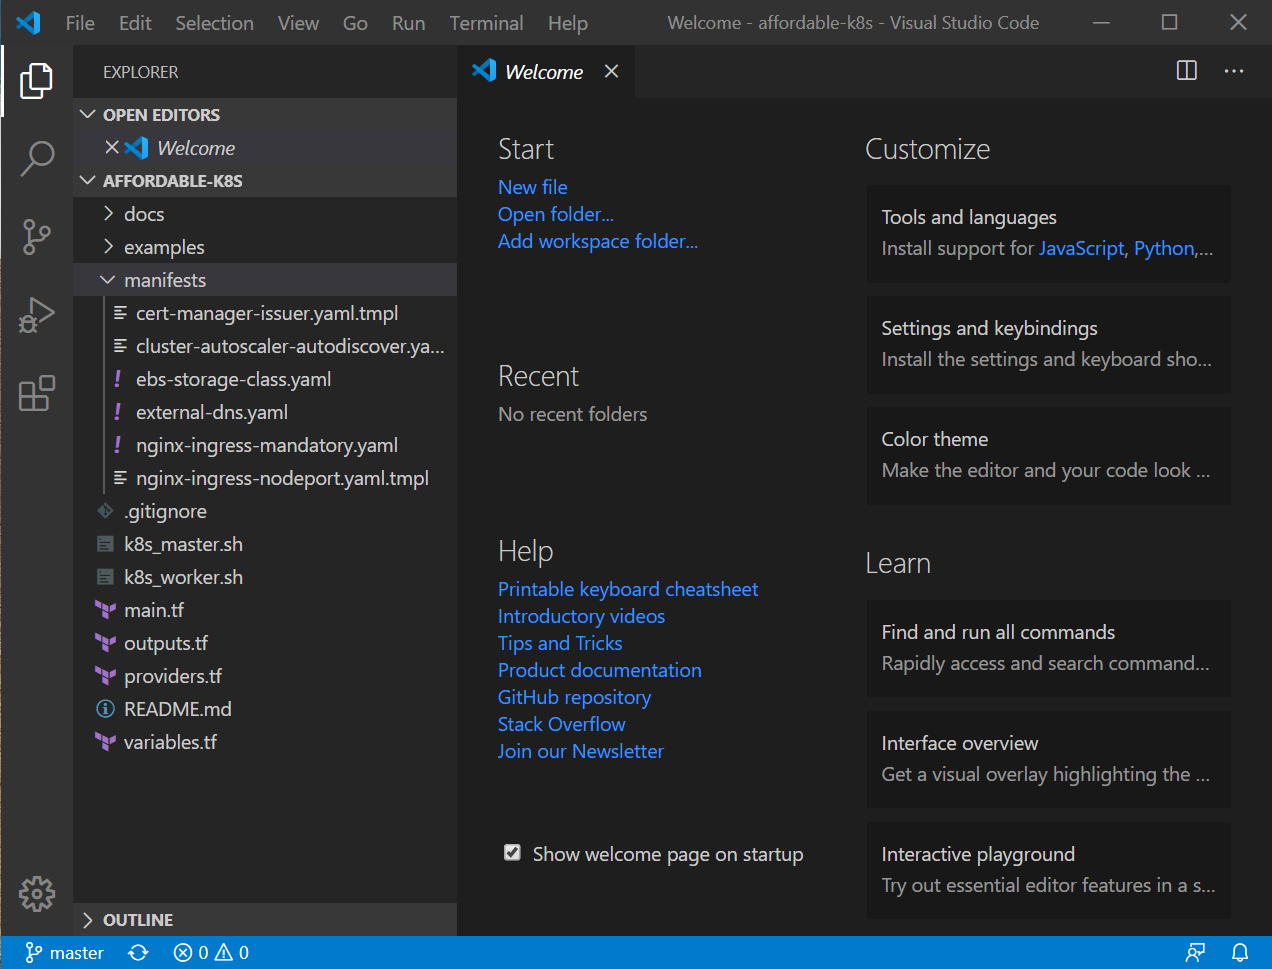 File Edit Selection View Go Run Terminal Help Welcome - affordable-k8s - Visual Studio Code
EXPLORER
OPEN EDITORS
Welcome
AFFORDABLE-K8S
docs
examples
manifests
cert-manager-issuer.yaml.tmpl
cluster-autoscaler-autodiscover.ya...
! ebs-storage-class.yaml
! external-dns.yaml
! nginx-ingress-mandatory.yaml
nginx-ingress-nodeport.yaml.tmpl
.gitignore
k8s_master.sh
k8s_worker.sh
main.tf
outputs.tf
providers.tf
README.md
variables.tf
OUTLINE
Welcome
Start
New file
Open folder...
Add workspace folder...
Recent
No recent folders
Help
Printable keyboard cheatsheet
Introductory videos
Tips and Tricks
Product documentation
GitHub repository
Stack Overflow
Join our Newsletter
Show welcome page on startup
Customize
Tools and languages
Install support for JavaScript, Python,...
Settings and keybindings
Install the settings and keyboard sho...
Color theme
Make the editor and your code look ...
Learn
Find and run all commands
Rapidly access and search command...
Interface overview
Get a visual overlay highlighting the ...
Interactive playground
Try out essential editor features in a s...
master 0 0